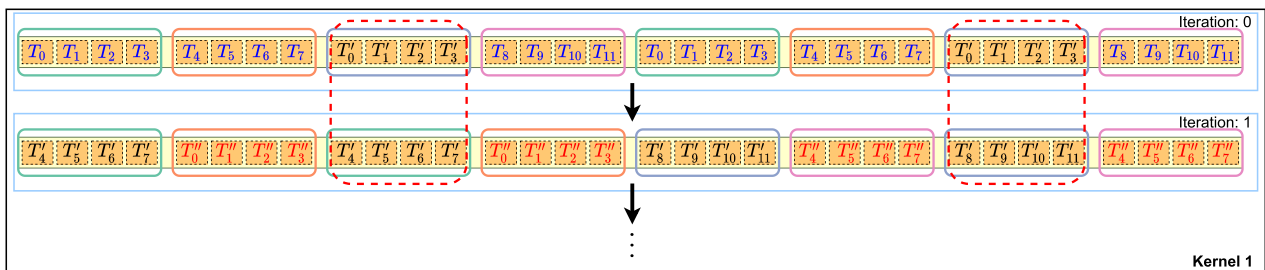 Iteration: 0
T₀ T₁ T₂ T₃ T₄ T₅ T₆ T₇ T′₀ T′₁ T′₂ T′₃ T₈ T₉ T₁₀ T₁₁ T₀ T₁ T₂ T₃ T₄ T₅ T₆ T₇ T′₀ T′₁ T′₂ T′₃ T₈ T₉ T₁₀ T₁₁
Iteration: 1
T′₄ T′₅ T′₆ T′₇ T″₀ T″₁ T″₂ T″₃ T′₄ T′₅ T′₆ T′₇ T″₀ T″₁ T″₂ T″₃ T′₈ T′₉ T′₁₀ T′₁₁ T″₄ T″₅ T″₆ T″₇ T′₈ T′₉ T′₁₀ T′₁₁ T″₄ T″₅ T″₆ T″₇
⋮
Kernel 1